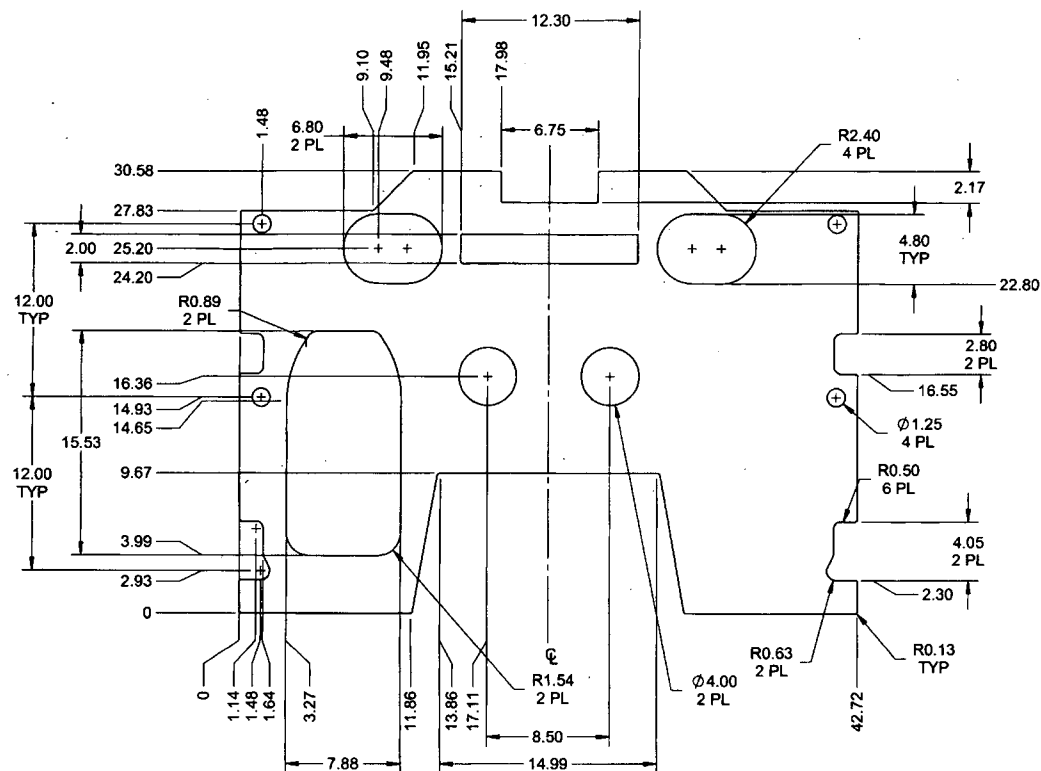 12.30
9.10
9.48
11.95
15.21
17.98
1.48
6.80
2 PL
6.75
R2.40
4 PL
30.58
2.17
27.83
2.00
25.20
24.20
4.80
TYP
22.80
12.00
TYP
R0.89
2 PL
2.80
2 PL
16.36
16.55
14.93
14.65
Ø1.25
4 PL
15.53
9.67
R0.50
6 PL
12.00
TYP
3.99
4.05
2 PL
2.93
2.30
0
R0.63
2 PL
R0.13
TYP
℄
R1.54
2 PL
Ø4.00
2 PL
0
1.14
1.48
1.64
3.27
11.86
13.86
17.11
42.72
8.50
7.88
14.99